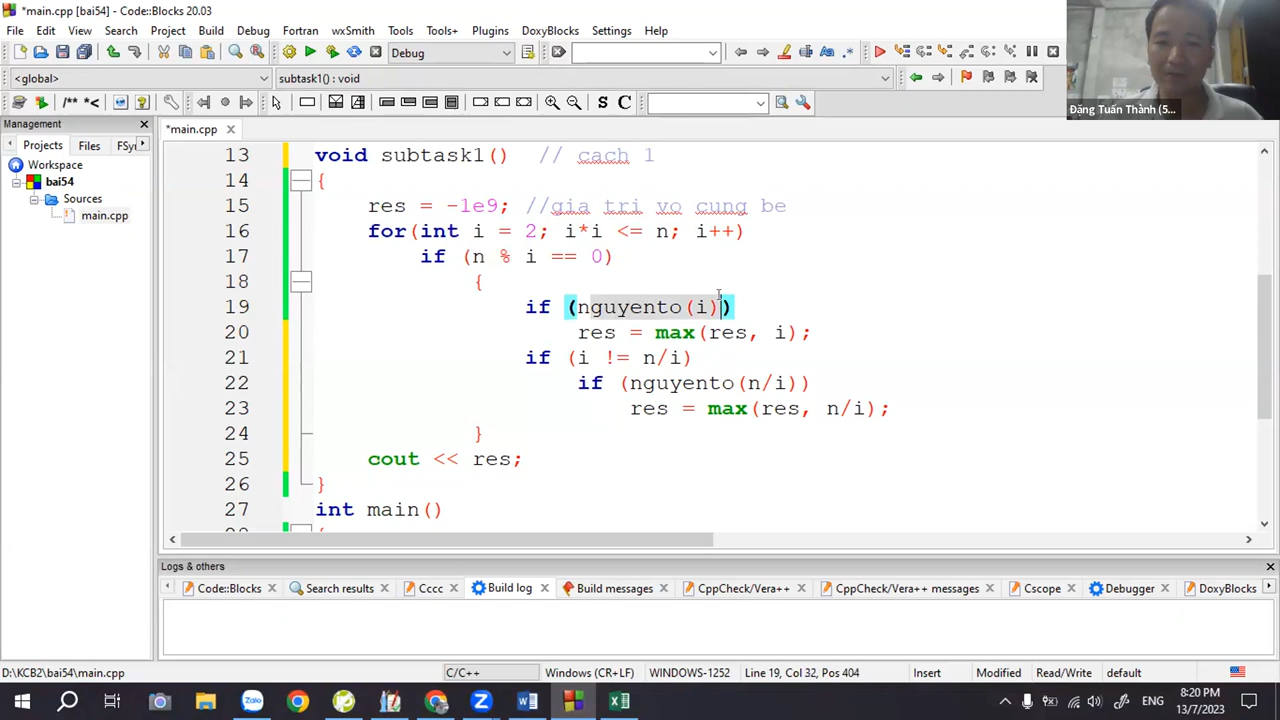 *main.cpp [bai54] - Code::Blocks 20.03
File Edit View Search Project Build Debug Fortran wxSmith Tools Tools+ Plugins DoxyBlocks Settings Help
Debug
<global>
subtask1() : void
/** *<
S C
Đặng Tuấn Thành (5...
Management
Projects Files FSy
Workspace
bai54
Sources
main.cpp
*main.cpp
13 void subtask1() // cach 1
14 {
15 res = -1e9; //gia tri vo cung be
16 for(int i = 2; i*i <= n; i++)
17 if (n % i == 0)
18 {
19 if (nguyento(i))
20 res = max(res, i);
21 if (i != n/i)
22 if (nguyento(n/i))
23 res = max(res, n/i);
24 }
25 cout << res;
26 }
27 int main()
28 {
Logs & others
Code::Blocks Search results Cccc Build log Build messages CppCheck/Vera++ CppCheck/Vera++ messages Cscope Debugger DoxyBlocks
D:\KCB2\bai54\main.cpp C/C++ Windows (CR+LF) WINDOWS-1252 Line 19, Col 32, Pos 404 Insert Modified Read/Write default
Zalo
ENG
8:20 PM
13/7/2023